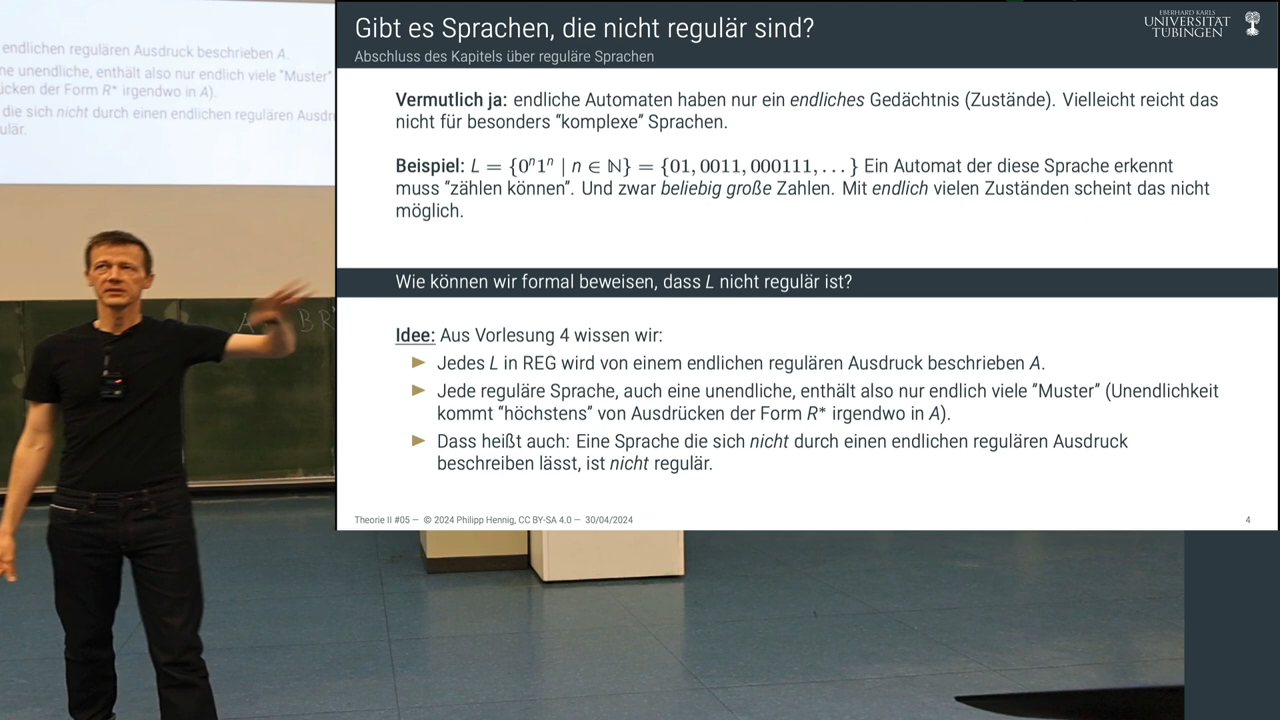 Gibt es Sprachen, die nicht regulär sind?
Abschluss des Kapitels über reguläre Sprachen
EBERHARD KARLS
UNIVERSITÄT
TÜBINGEN
Vermutlich ja: endliche Automaten haben nur ein endliches Gedächtnis (Zustände). Vielleicht reicht das
nicht für besonders "komplexe" Sprachen.
Beispiel: L = {0ⁿ1ⁿ | n ∈ ℕ} = {01, 0011, 000111, . . . } Ein Automat der diese Sprache erkennt
muss "zählen können". Und zwar beliebig große Zahlen. Mit endlich vielen Zuständen scheint das nicht
möglich.
Wie können wir formal beweisen, dass L nicht regulär ist?
Idee: Aus Vorlesung 4 wissen wir:
Jedes L in REG wird von einem endlichen regulären Ausdruck beschrieben A.
Jede reguläre Sprache, auch eine unendliche, enthält also nur endlich viele "Muster" (Unendlichkeit
kommt "höchstens" von Ausdrücken der Form R* irgendwo in A).
Dass heißt auch: Eine Sprache die sich nicht durch einen endlichen regulären Ausdruck
beschreiben lässt, ist nicht regulär.
Theorie II #05 — © 2024 Philipp Hennig, CC BY-SA 4.0 — 30/04/2024
4
endlichen regulären Ausdruck beschrieben A.
ne unendliche, enthält also nur endlich viele "Muster"
ücken der Form R* irgendwo in A).
die sich nicht durch einen endlichen regulären Ausdr
ulär.